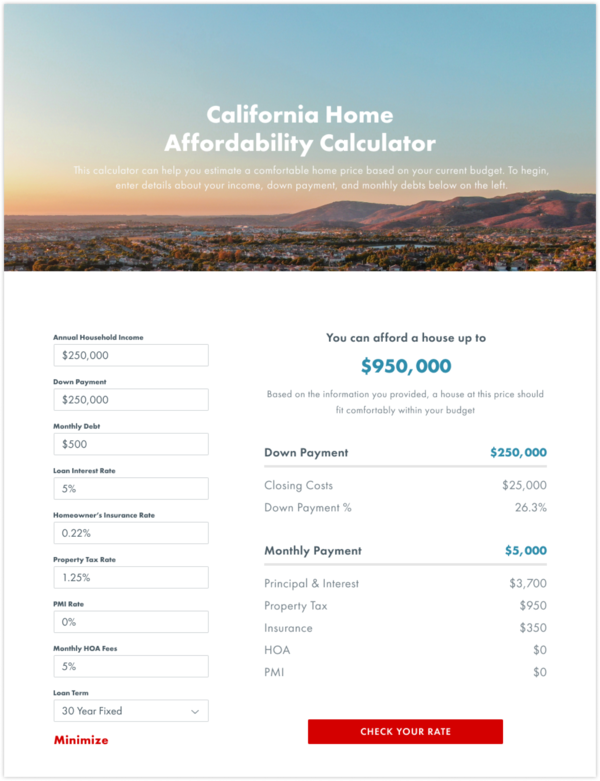 California Home
Affordability Calculator
This calculator can help you estimate a comfortable home price based on your current budget. To hegin,
enter details about your income, down payment, and monthly debts below on the left.
Annual Household Income
$250,000
Down Payment
$250,000
Monthly Debt
$500
Loan Interest Rate
5%
Homeowner's Insurance Rate
0.22%
Property Tax Rate
1.25%
PMI Rate
0%
Monthly HOA Fees
5%
Loan Term
30 Year Fixed
Minimize
You can afford a house up to
$950,000
Based on the information you provided, a house at this price should
fit comfortably within your budget
Down Payment $250,000
Closing Costs $25,000
Down Payment % 26.3%
Monthly Payment $5,000
Principal & Interest $3,700
Property Tax $950
Insurance $350
HOA $0
PMI $0
CHECK YOUR RATE